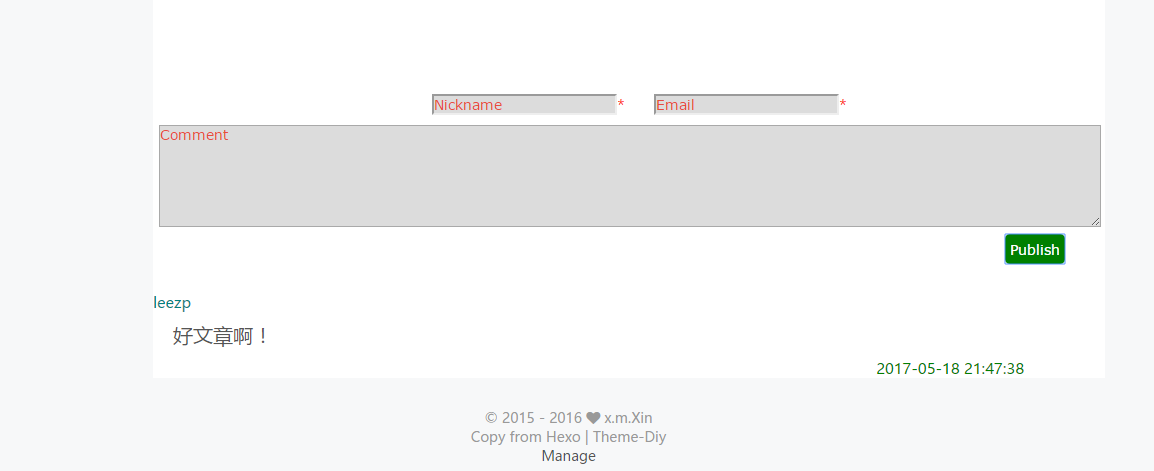 Nickname * Email *
Comment
Publish
leezp
好文章啊！
2017-05-18 21:47:38
© 2015 - 2016 ♥ x.m.Xin
Copy from Hexo | Theme-Diy
Manage